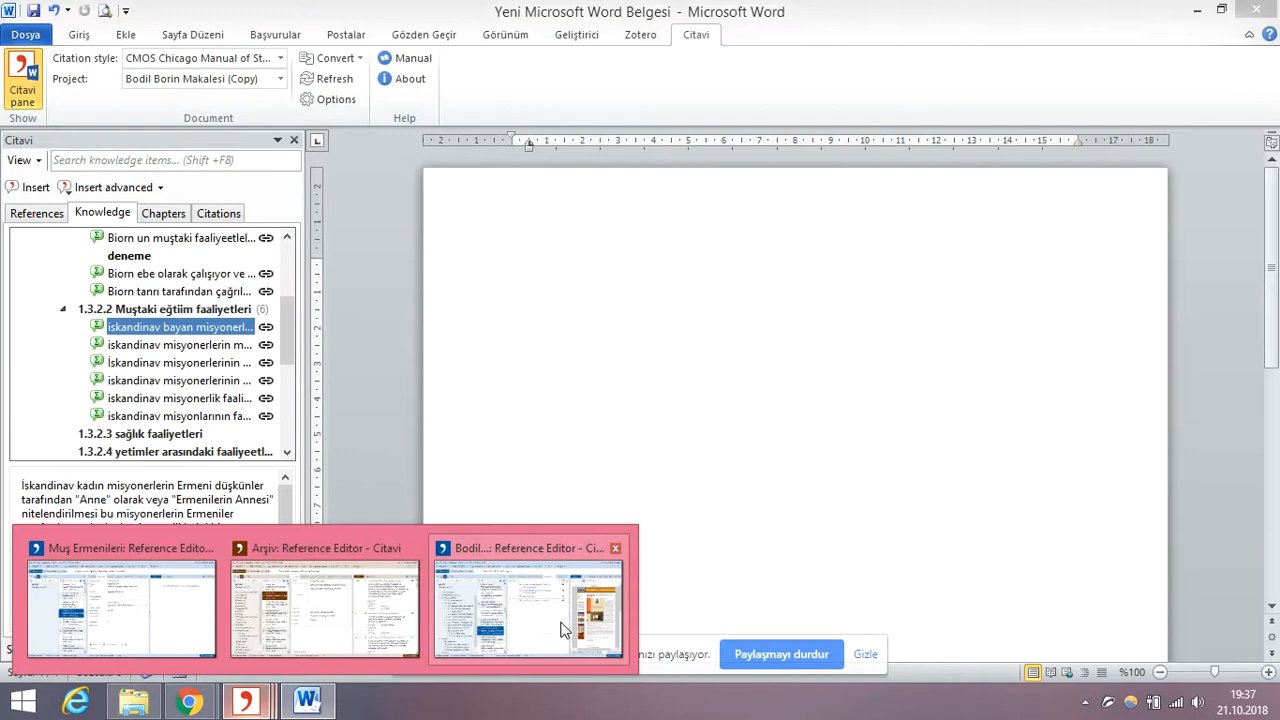 Yeni Microsoft Word Belgesi - Microsoft Word
Dosya Giriş Ekle Sayfa Düzeni Başvurular Postalar Gözden Geçir Görünüm Geliştirici Zotero Citavi
Citation style: CMOS Chicago Manual of St... Convert Manual
Project: Bodil Borin Makalesi (Copy) Refresh About
Citavi pane Options
Show Document Help
Citavi
View Search knowledge items... (Shift +F8)
Insert Insert advanced
References Knowledge Chapters Citations
Biorn un muştaki faaliyeetlel...
deneme
Biorn ebe olarak çalışıyor ve ...
Biorn tanrı tarafından çağrıl...
1.3.2.2 Muştaki eğtiim faaliyetleri (6)
iskandinav bayan misyonerl...
iskandinav misyonerlerin m...
İskandinav misyonerlerinin ...
iskandinav misyonerlerinin ...
iskandinav misyonerlik faali...
iskandinav misyonlarının fa...
1.3.2.3 sağlık faaliyetleri
1.3.2.4 yetimler arasındaki faaliyeetl...
İskandinav kadın misyonerlerin Ermeni düşkünler
tarafından "Anne" olarak veya "Ermenilerin Annesi"
nitelendirilmesi bu misyonerlerin Ermeniler
Muş Ermenileri: Reference Edito... Arşiv: Reference Editor - Citavi Bodil...: Reference Editor - Ci...
nızı paylaşıyor. Paylaşmayı durdur Gizle
%100
19:37
21.10.2018